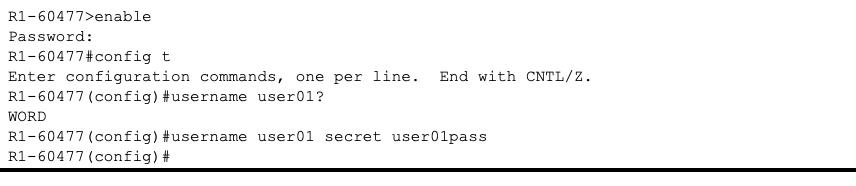 R1-60477>enable
Password:
R1-60477#config t
Enter configuration commands, one per line.  End with CNTL/Z.
R1-60477(config)#username user01?
WORD
R1-60477(config)#username user01 secret user01pass
R1-60477(config)#